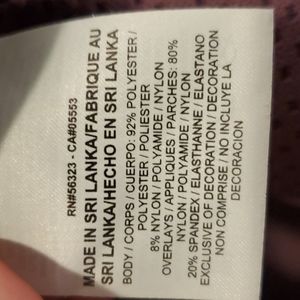 RN#56323 - CA#05553
MADE IN SRI LANKA/FABRIQUE AU
SRI LANKA/HECHO EN SRI LANKA
BODY / CORPS / CUERPO: 92% POLYESTER /
POLYESTER / POLIESTER
8% NYLON / POLYAMIDE / NYLON
OVERLAYS / APPLIQUES / PARCHES: 80%
NYLON / POLYAMIDE / NYLON
20% SPANDEX / ELASTHANNE / ELASTANO
EXCLUSIVE OF DECORATION / DECORATION
NON COMPRISE / NO INCLUYE LA
DECORACION